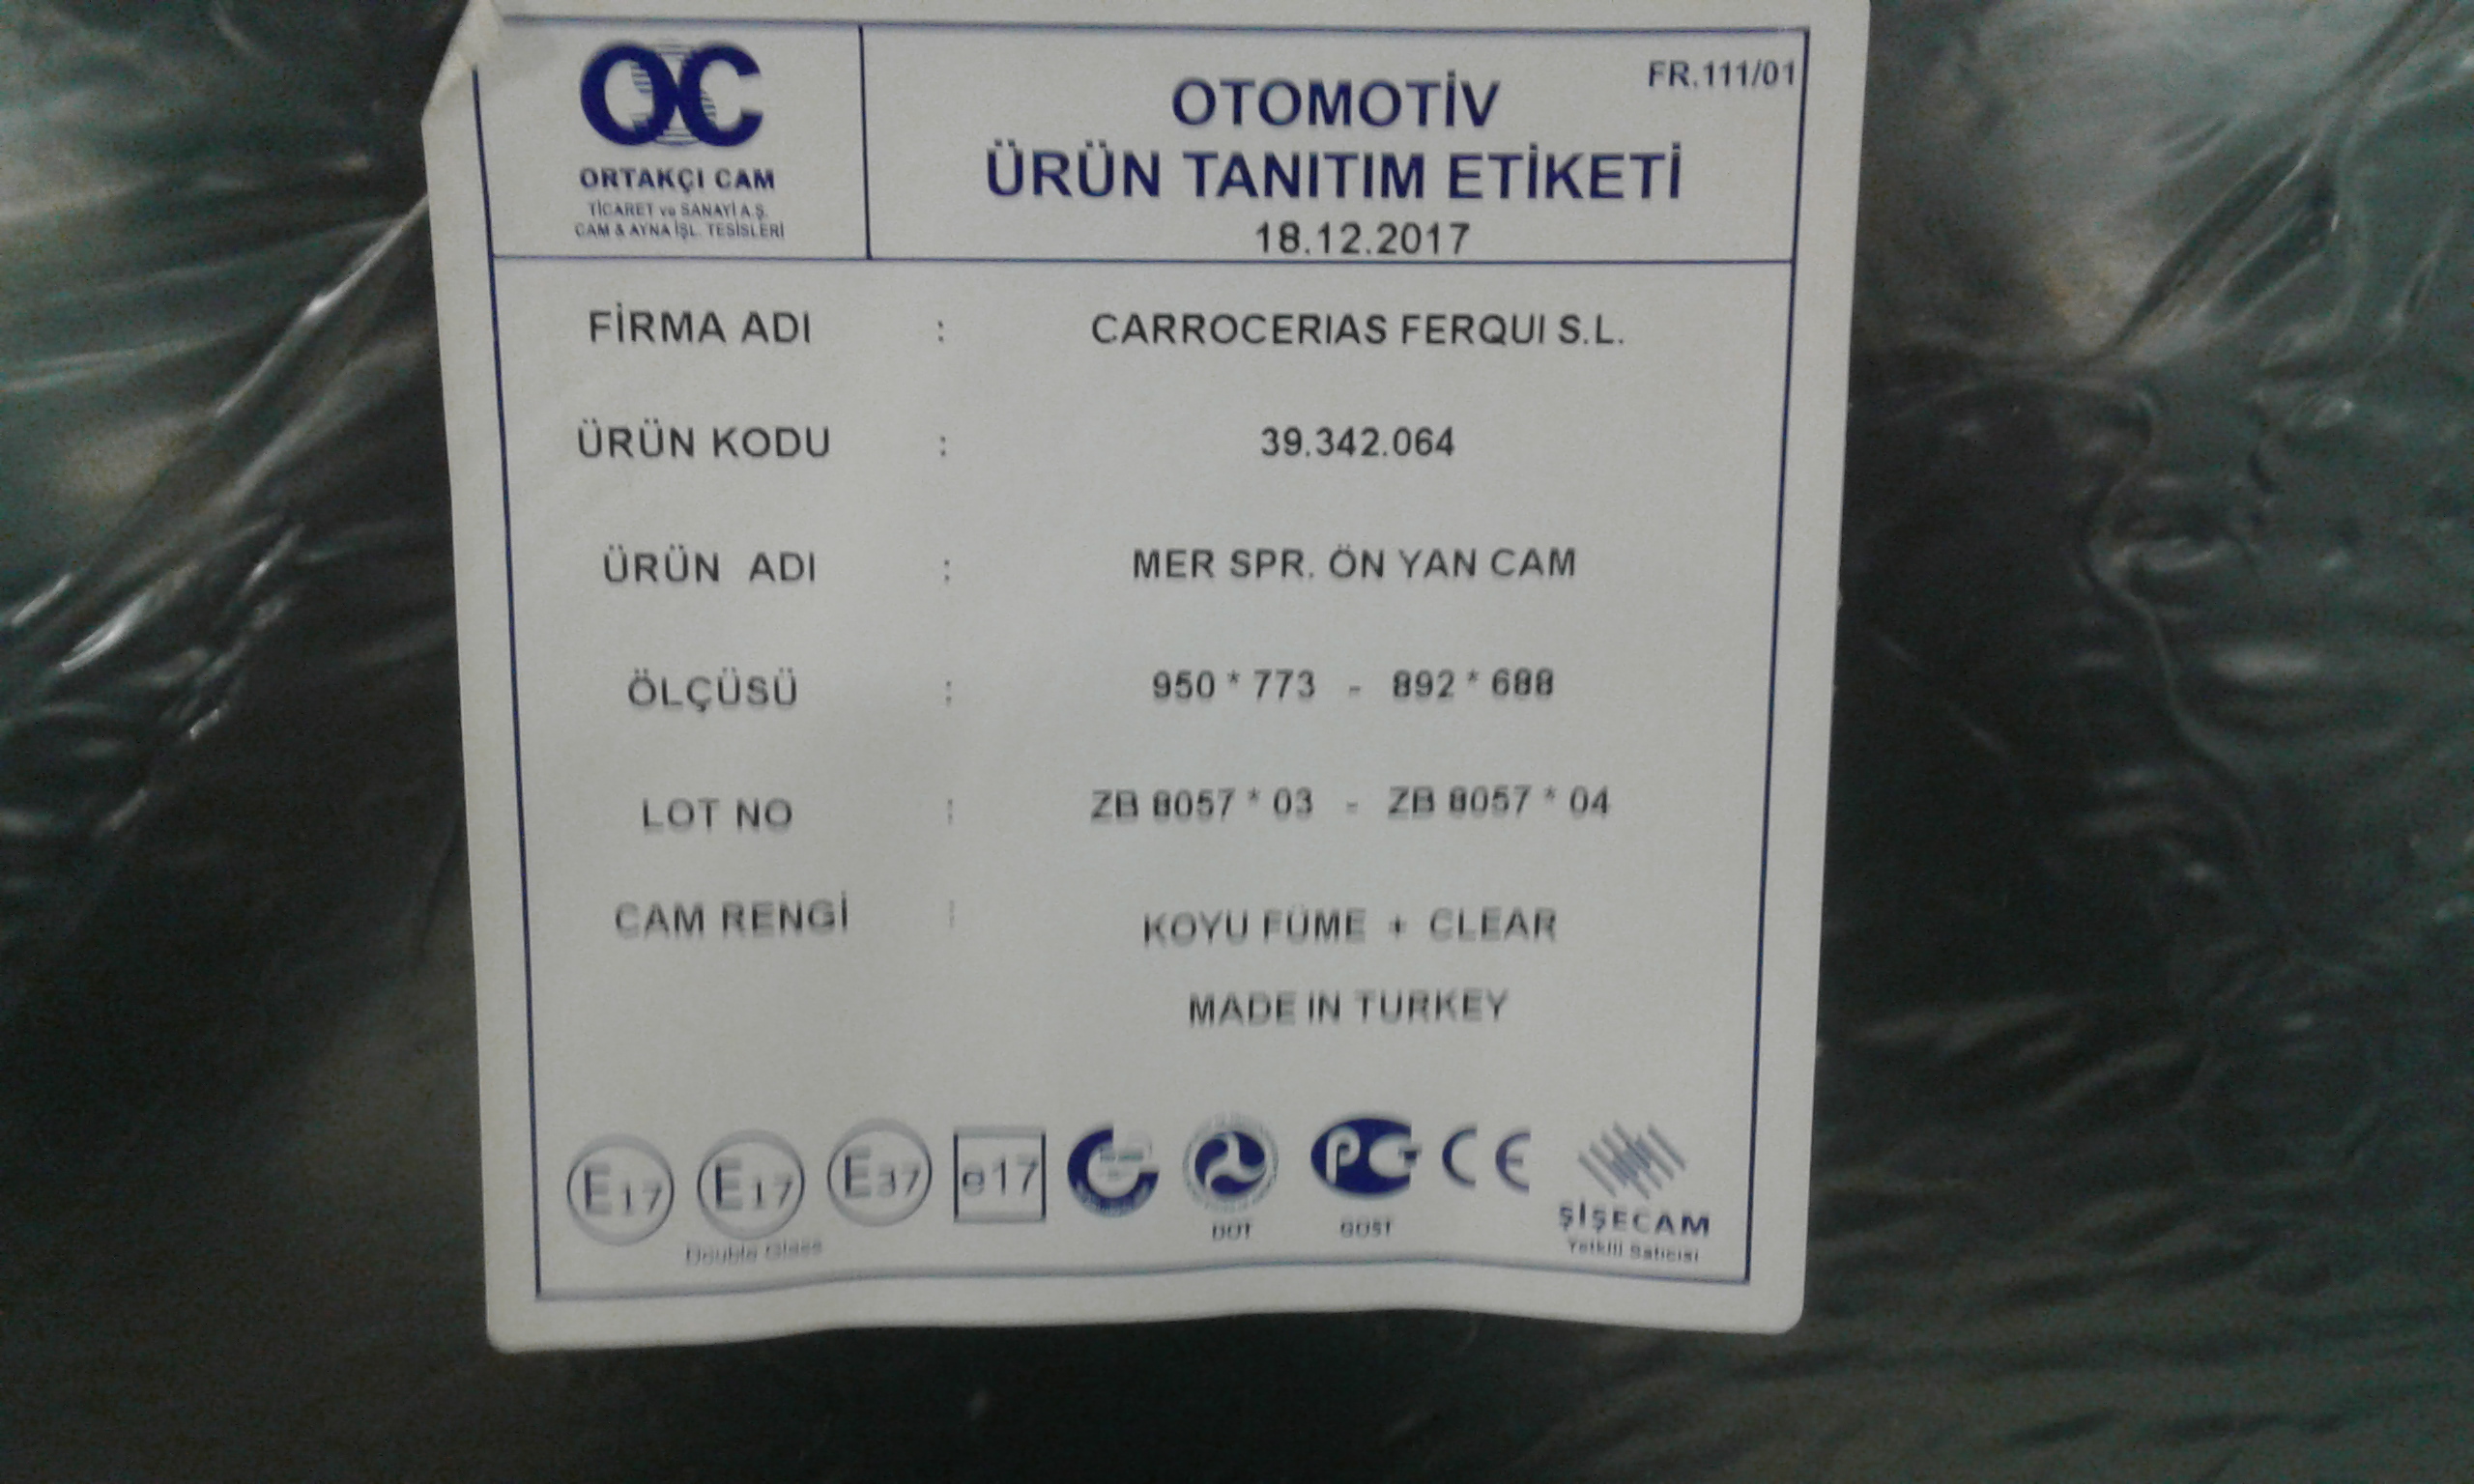 OC
ORTAKÇI CAM
TİCARET ve SANAYİ A.Ş.
CAM & AYNA İŞL. TESİSLERİ
FR.111/01
OTOMOTİV
ÜRÜN TANITIM ETİKETİ
18.12.2017
FİRMA ADI : CARROCERIAS FERQUI S.L.
ÜRÜN KODU : 39.342.064
ÜRÜN ADI : MER SPR. ÖN YAN CAM
ÖLÇÜSÜ : 950 * 773 - 892 * 688
LOT NO : ZB 8057 * 03 - ZB 8057 * 04
CAM RENGİ : KOYU FÜME + CLEAR
MADE IN TURKEY
E17 E17 E37 e17 PG CE
Double Glass DOT GOST ŞİŞECAM
Yetkili Satıcısı